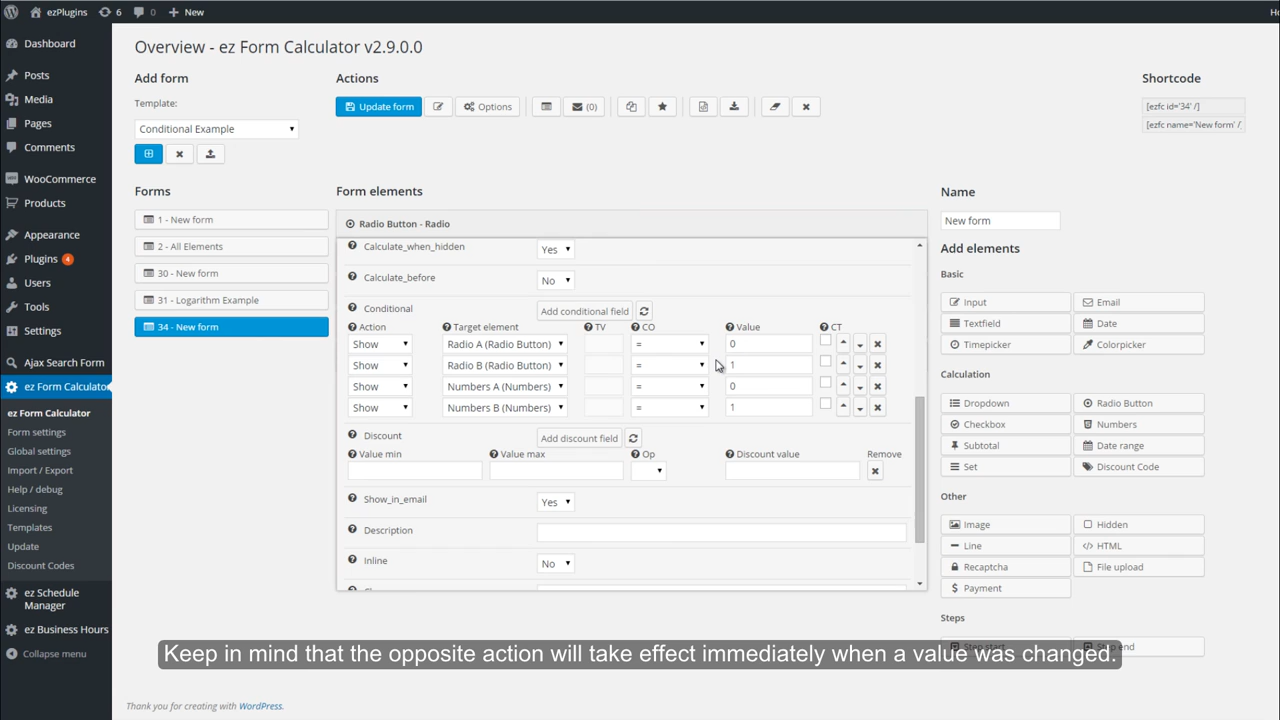 ezPlugins 6 0 New
Dashboard
Posts
Media
Pages
Comments
WooCommerce
Products
Appearance
Plugins 4
Users
Tools
Settings
Ajax Search Form
ez Form Calculator
ez Form Calculator
Form settings
Global settings
Import / Export
Help / debug
Licensing
Templates
Update
Discount Codes
ez Schedule
Manager
ez Business Hours
Collapse menu
Overview - ez Form Calculator v2.9.0.0
Add form
Template:
Conditional Example
Forms
1 - New form
2 - All Elements
30 - New form
31 - Logarithm Example
34 - New form
Actions
Update form
Options
(0)
Form elements
Radio Button - Radio
Calculate_when_hidden Yes
Calculate_before No
Conditional Add conditional field
Action Target element TV CO Value CT
Show Radio A (Radio Button) = 0
Show Radio B (Radio Button) = 1
Show Numbers A (Numbers) = 0
Show Numbers B (Numbers) = 1
Discount Add discount field
Value min Value max Op Discount value Remove
Show_in_email Yes
Description
Inline No
Shortcode
[ezfc id='34' /]
[ezfc name='New form' /
Name
New form
Add elements
Basic
Input Email
Textfield Date
Timepicker Colorpicker
Calculation
Dropdown Radio Button
Checkbox Numbers
Subtotal Date range
Set Discount Code
Other
Image Hidden
Line HTML
Recaptcha File upload
Payment
Steps
Step start Step end
Keep in mind that the opposite action will take effect immediately when a value was changed.
Thank you for creating with WordPress.